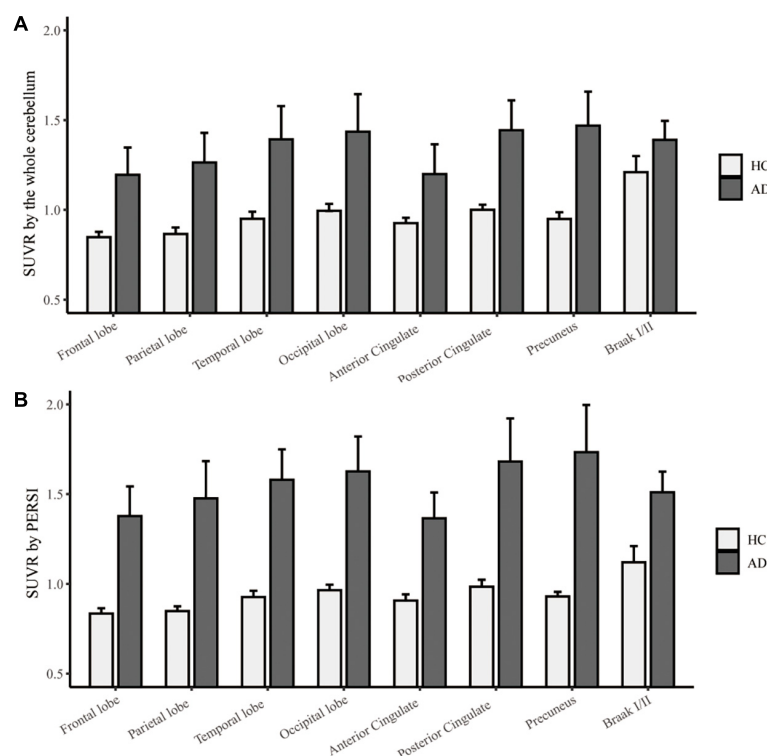 A
SUVR by the whole cerebellum
2.0
1.5
1.0
0.5
Frontal lobe
Parietal lobe
Temporal lobe
Occipital lobe
Anterior Cingulate
Posterior Cingulate
Precuneus
Braak I/II
HC
AD
B
SUVR by PERSI
2.0
1.5
1.0
0.5
Frontal lobe
Parietal lobe
Temporal lobe
Occipital lobe
Anterior Cingulate
Posterior Cingulate
Precuneus
Braak I/II
HC
AD